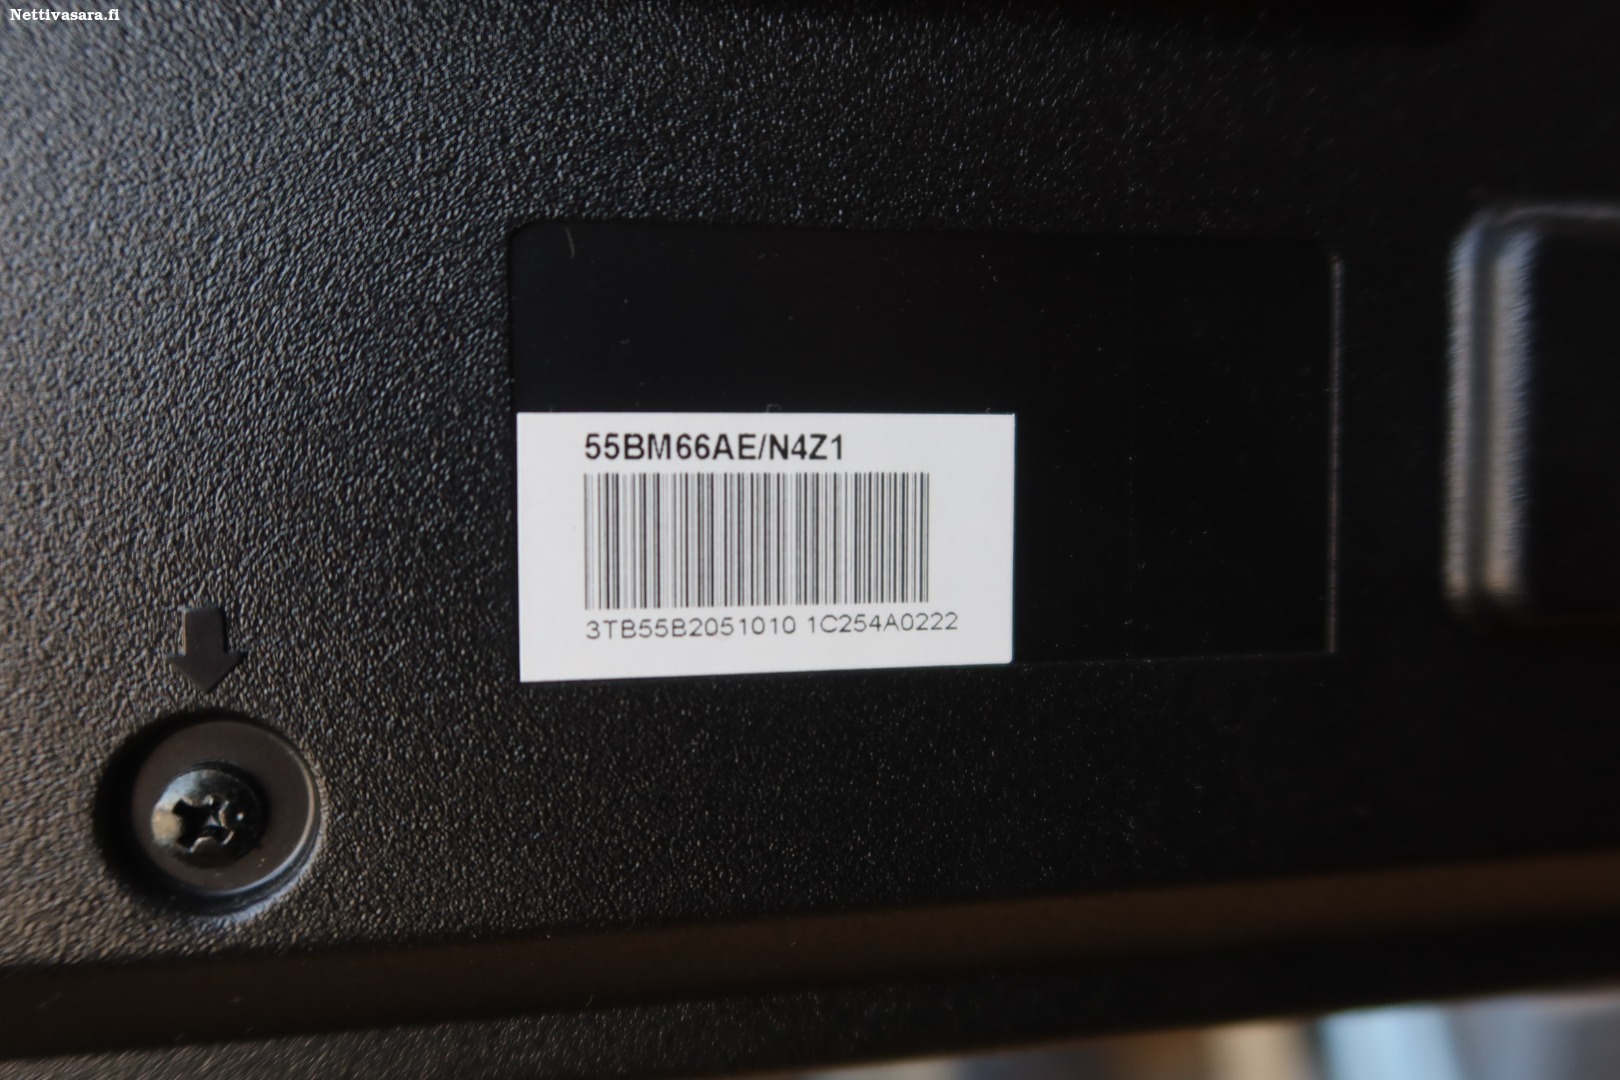 Nettivasara.fi
55BM66AE/N4Z1
3TB55B2051010 1C254A0222